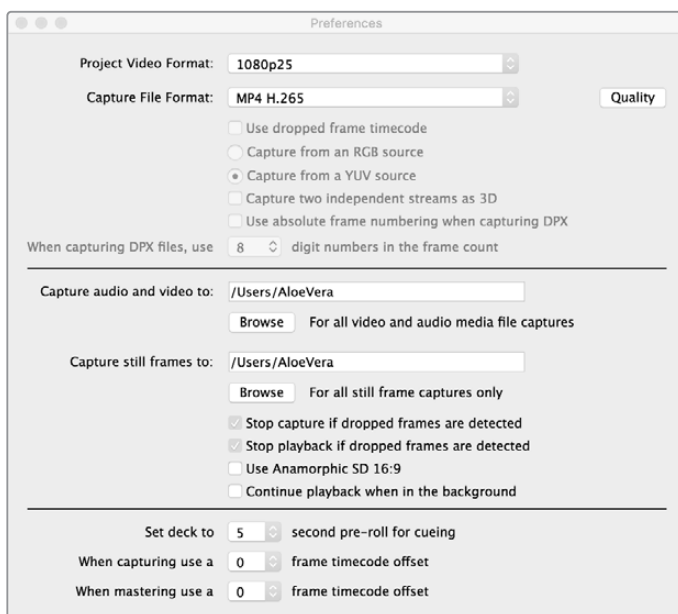 Preferences
Project Video Format: 1080p25
Capture File Format: MP4 H.265 Quality
Use dropped frame timecode
Capture from an RGB source
Capture from a YUV source
Capture two independent streams as 3D
Use absolute frame numbering when capturing DPX
When capturing DPX files, use 8 digit numbers in the frame count
Capture audio and video to: /Users/AloeVera
Browse For all video and audio media file captures
Capture still frames to: /Users/AloeVera
Browse For all still frame captures only
Stop capture if dropped frames are detected
Stop playback if dropped frames are detected
Use Anamorphic SD 16:9
Continue playback when in the background
Set deck to 5 second pre-roll for cueing
When capturing use a 0 frame timecode offset
When mastering use a 0 frame timecode offset